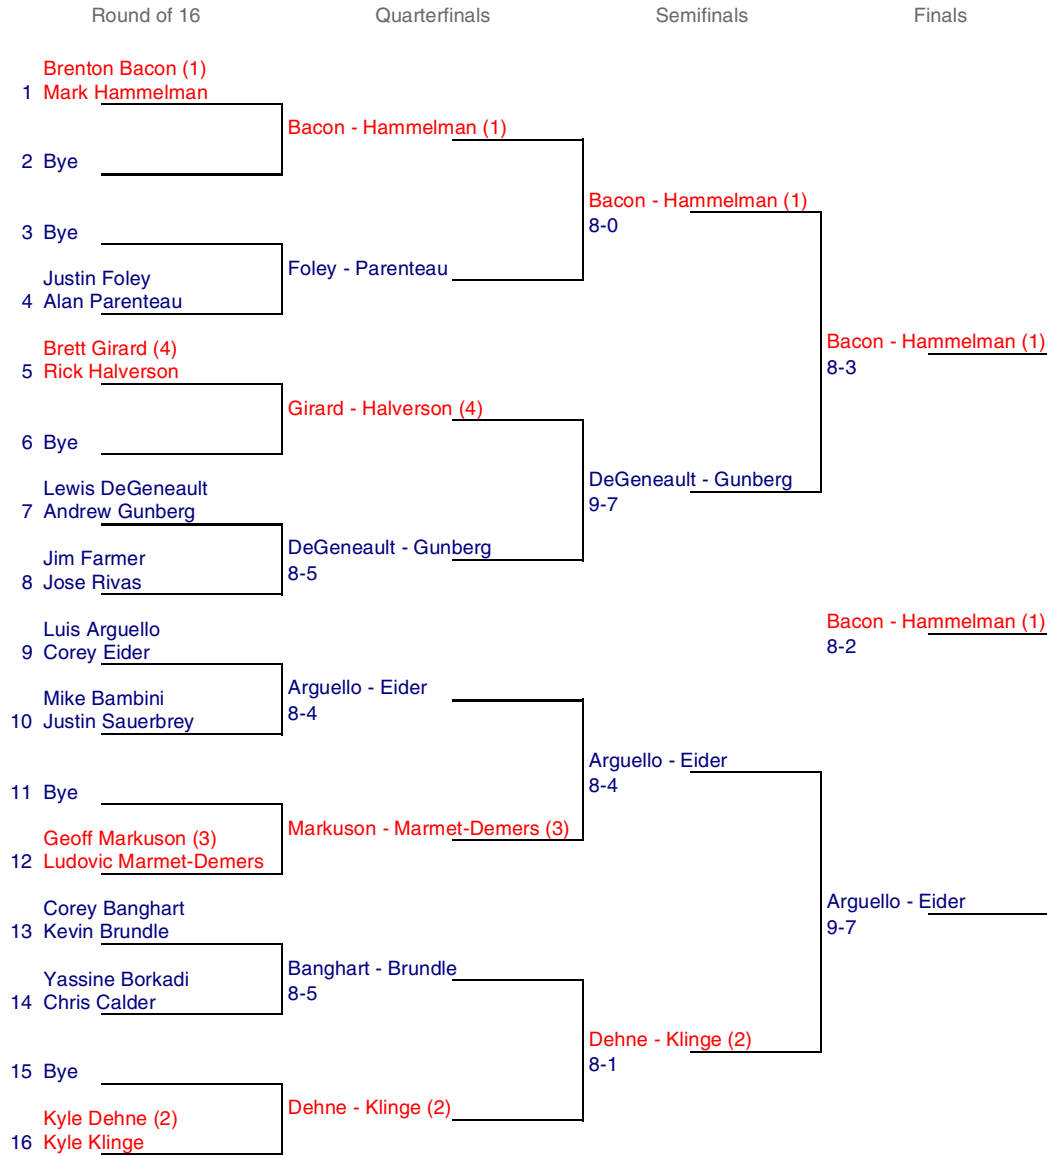 Round of 16
Quarterfinals
Semifinals
Finals
Brenton Bacon (1)
1 Mark Hammelman
Bacon - Hammelman (1)
2 Bye
Bacon - Hammelman (1)
8-0
3 Bye
Foley - Parenteau
Justin Foley
4 Alan Parenteau
Bacon - Hammelman (1)
8-3
Brett Girard (4)
5 Rick Halverson
Girard - Halverson (4)
6 Bye
DeGeneault - Gunberg
9-7
Lewis DeGeneault
7 Andrew Gunberg
DeGeneault - Gunberg
8-5
Jim Farmer
8 Jose Rivas
Bacon - Hammelman (1)
8-2
Luis Arguello
9 Corey Eider
Arguello - Eider
8-4
Mike Bambini
10 Justin Sauerbrey
Arguello - Eider
8-4
11 Bye
Markuson - Marmet-Demers (3)
Geoff Markuson (3)
12 Ludovic Marmet-Demers
Arguello - Eider
9-7
Corey Banghart
13 Kevin Brundle
Banghart - Brundle
8-5
Yassine Borkadi
14 Chris Calder
Dehne - Klinge (2)
8-1
15 Bye
Dehne - Klinge (2)
Kyle Dehne (2)
16 Kyle Klinge